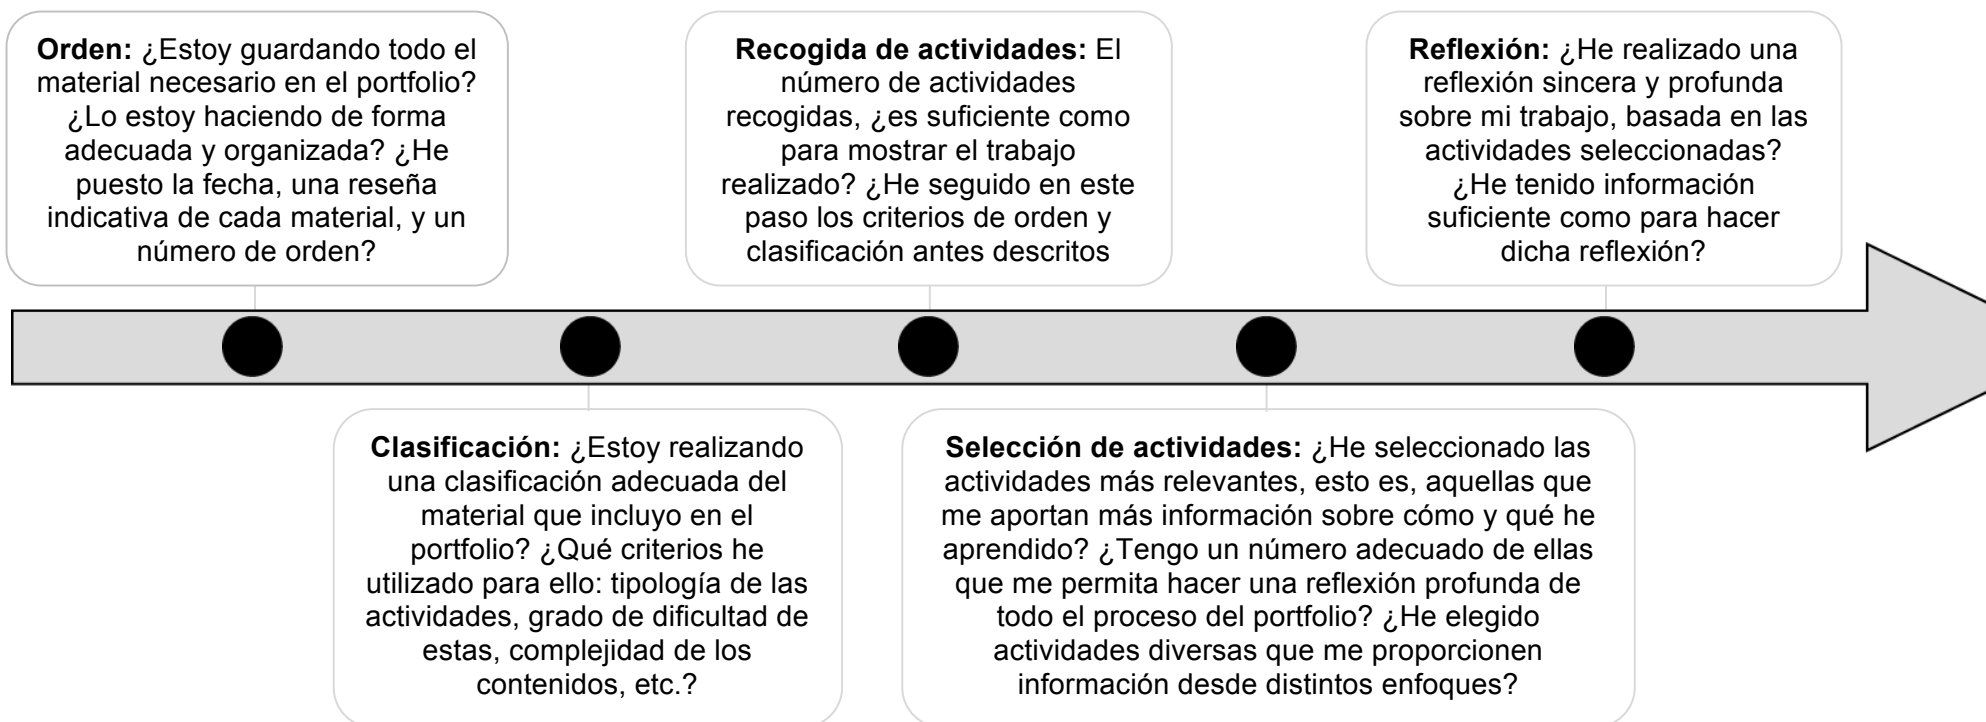 Orden: ¿Estoy guardando todo el
material necesario en el portfolio?
¿Lo estoy haciendo de forma
adecuada y organizada? ¿He
puesto la fecha, una reseña
indicativa de cada material, y un
número de orden?
Clasificación: ¿Estoy realizando
una clasificación adecuada del
material que incluyo en el
portfolio? ¿Qué criterios he
utilizado para ello: tipología de las
actividades, grado de dificultad de
estas, complejidad de los
contenidos, etc.?
Recogida de actividades: El
número de actividades
recogidas, ¿es suficiente como
para mostrar el trabajo
realizado? ¿He seguido en este
paso los criterios de orden y
clasificación antes descritos
Selección de actividades: ¿He seleccionado las
actividades más relevantes, esto es, aquellas que
me aportan más información sobre cómo y qué he
aprendido? ¿Tengo un número adecuado de ellas
que me permita hacer una reflexión profunda de
todo el proceso del portfolio? ¿He elegido
actividades diversas que me proporcionen
información desde distintos enfoques?
Reflexión: ¿He realizado una
reflexión sincera y profunda
sobre mi trabajo, basada en las
actividades seleccionadas?
¿He tenido información
suficiente como para hacer
dicha reflexión?